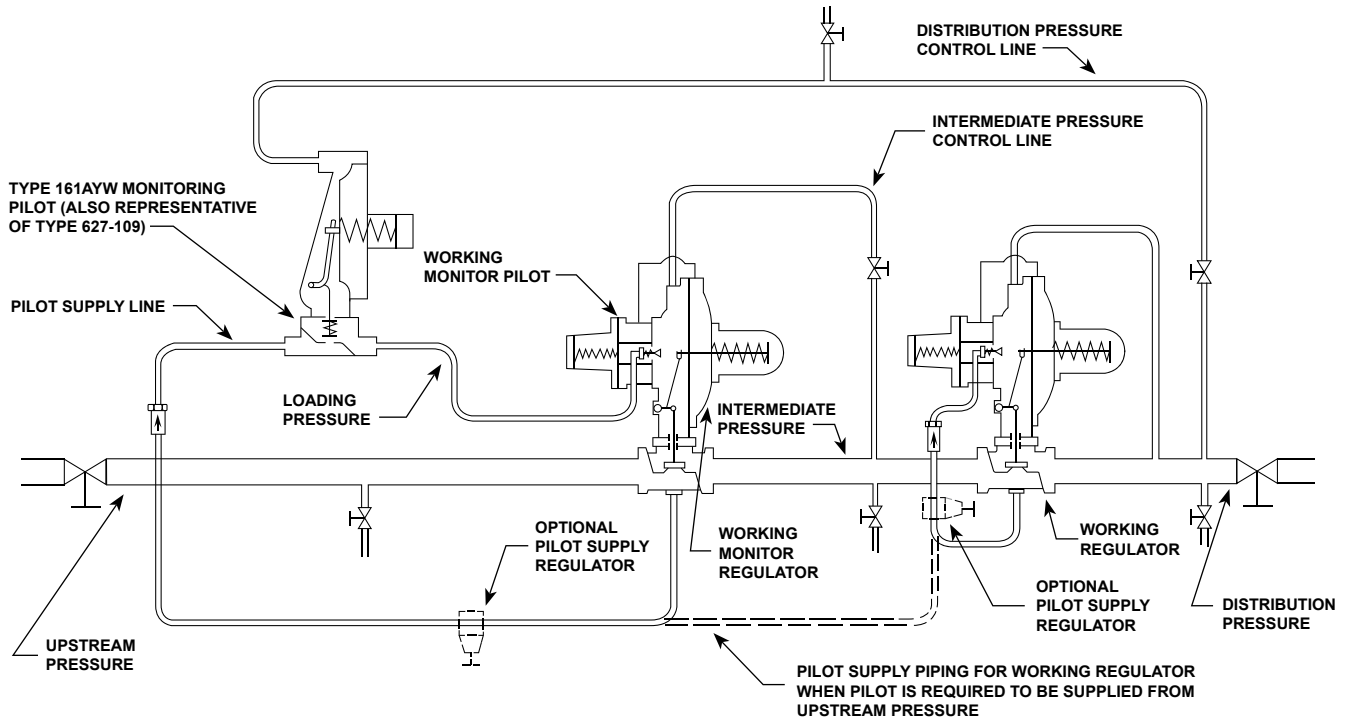 DISTRIBUTION PRESSURE
CONTROL LINE
INTERMEDIATE PRESSURE
CONTROL LINE
TYPE 161AYW MONITORING
PILOT (ALSO REPRESENTATIVE
OF TYPE 627-109)
WORKING
MONITOR PILOT
PILOT SUPPLY LINE
LOADING
PRESSURE
INTERMEDIATE
PRESSURE
OPTIONAL
PILOT SUPPLY
REGULATOR
WORKING
MONITOR
REGULATOR
WORKING
REGULATOR
OPTIONAL
PILOT SUPPLY
REGULATOR
DISTRIBUTION
PRESSURE
UPSTREAM
PRESSURE
PILOT SUPPLY PIPING FOR WORKING REGULATOR
WHEN PILOT IS REQUIRED TO BE SUPPLIED FROM
UPSTREAM PRESSURE